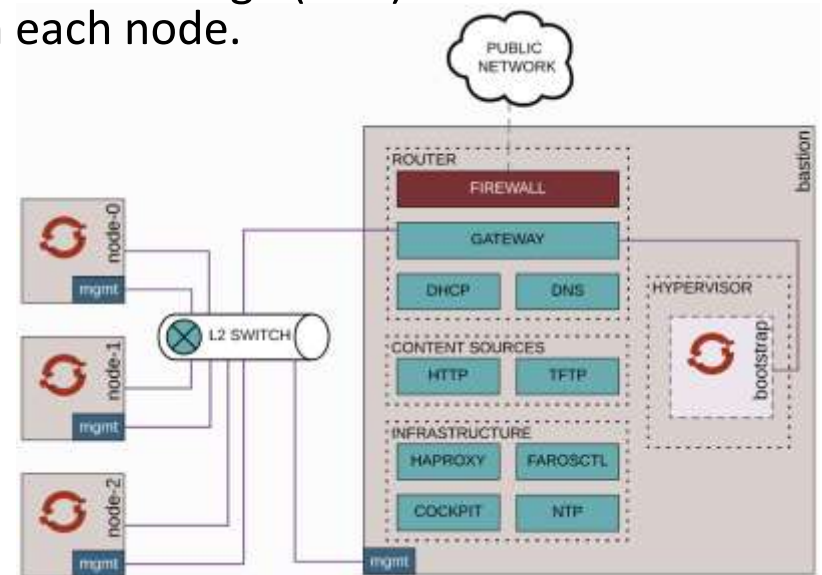 each node.
PUBLIC
NETWORK
bastion
ROUTER
FIREWALL
GATEWAY
DHCP DNS
CONTENT SOURCES
HTTP TFTP
INFRASTRUCTURE
HAPROXY FAROSCTL
COCKPIT NTP
mgmt
HYPERVISOR
bootstrap
node-0
mgmt
L2 SWITCH
node-1
mgmt
node-2
mgmt